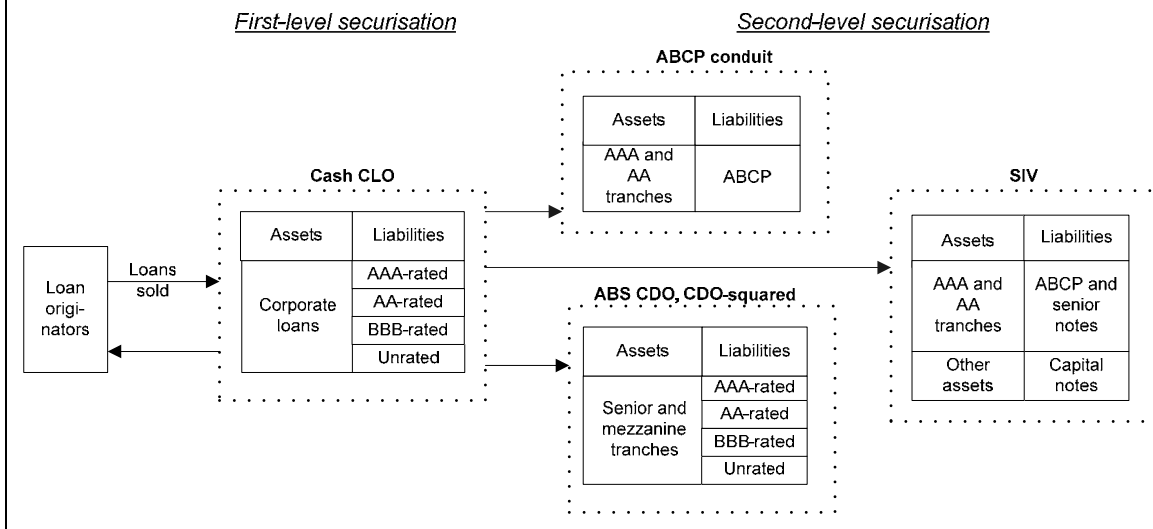 First-level securisation
Second-level securisation
ABCP conduit
Assets
Liabilities
AAA and
AA
tranches
ABCP
Cash CLO
Assets
Liabilities
Corporate
loans
AAA-rated
AA-rated
BBB-rated
Unrated
Loan
origi-
nators
Loans
sold
SIV
Assets
Liabilities
AAA and
AA
tranches
ABCP and
senior
notes
Other
assets
Capital
notes
ABS CDO, CDO-squared
Assets
Liabilities
Senior and
mezzanine
tranches
AAA-rated
AA-rated
BBB-rated
Unrated